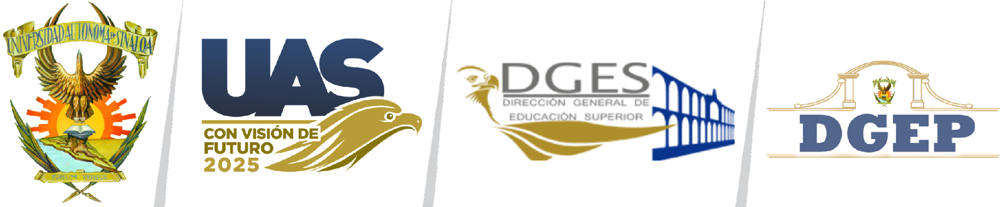 UNIVERSIDAD AUTONOMA DE SINALOA
SURSUM VERSUS
UAS
CON VISIÓN DE
FUTURO
2025
DGES
DIRECCIÓN GENERAL DE
EDUCACIÓN SUPERIOR
DGEP